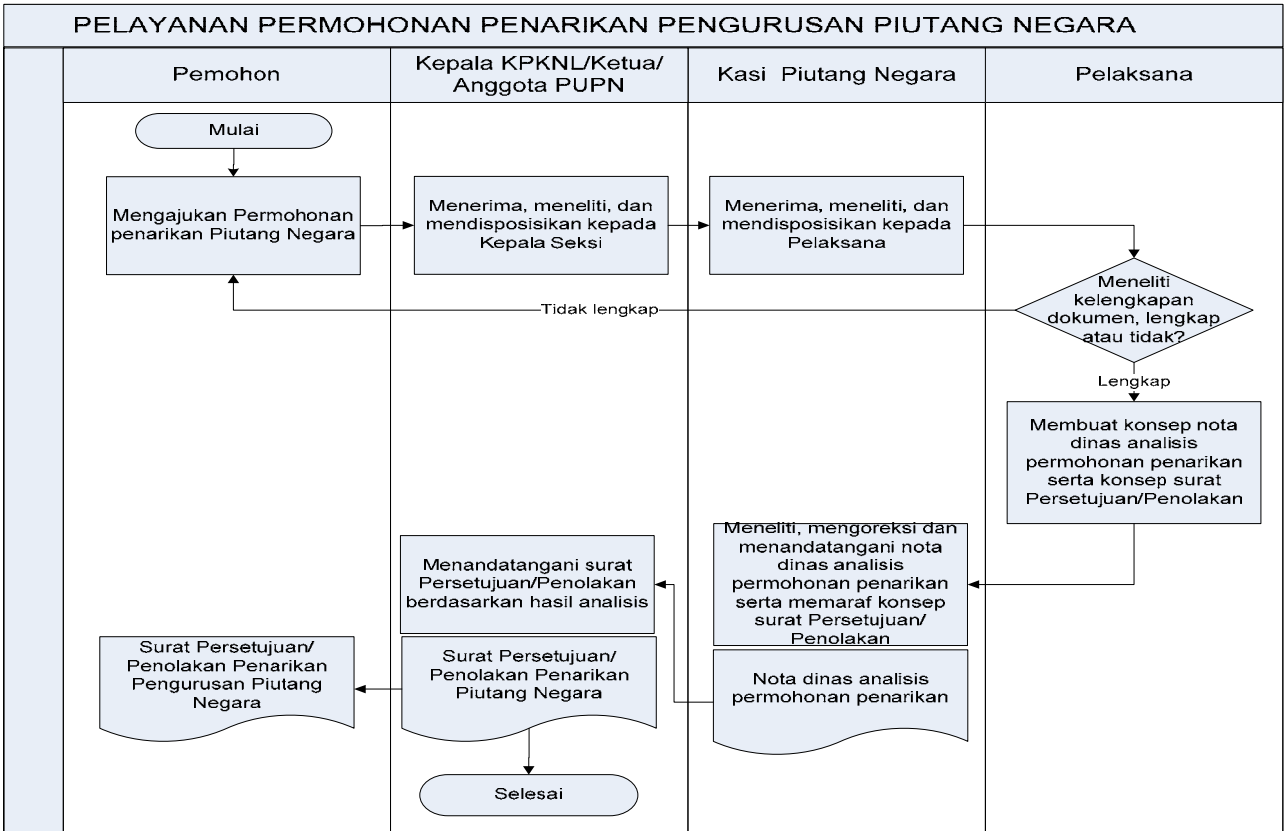 PELAYANAN PERMOHONAN PENARIKAN PENGURUSAN PIUTANG NEGARA
Pemohon
Kepala KPKNL/Ketua/
Anggota PUPN
Kasi Piutang Negara
Pelaksana
Mulai
Mengajukan Permohonan
penarikan Piutang Negara
Menerima, meneliti, dan
mendisposisikan kepada
Kepala Seksi
Menerima, meneliti, dan
mendisposisikan kepada
Pelaksana
Meneliti
kelengkapan
dokumen, lengkap
atau tidak?
Tidak lengkap
Lengkap
Membuat konsep nota
dinas analisis
permohonan penarikan
serta konsep surat
Persetujuan/Penolakan
Meneliti, mengoreksi dan
menandatangani nota
dinas analisis
permohonan penarikan
serta memaraf konsep
surat Persetujuan/
Penolakan
Menandatangani surat
Persetujuan/Penolakan
berdasarkan hasil analisis
Surat Persetujuan/
Penolakan Penarikan
Pengurusan Piutang
Negara
Surat Persetujuan/
Penolakan Penarikan
Piutang Negara
Nota dinas analisis
permohonan penarikan
Selesai